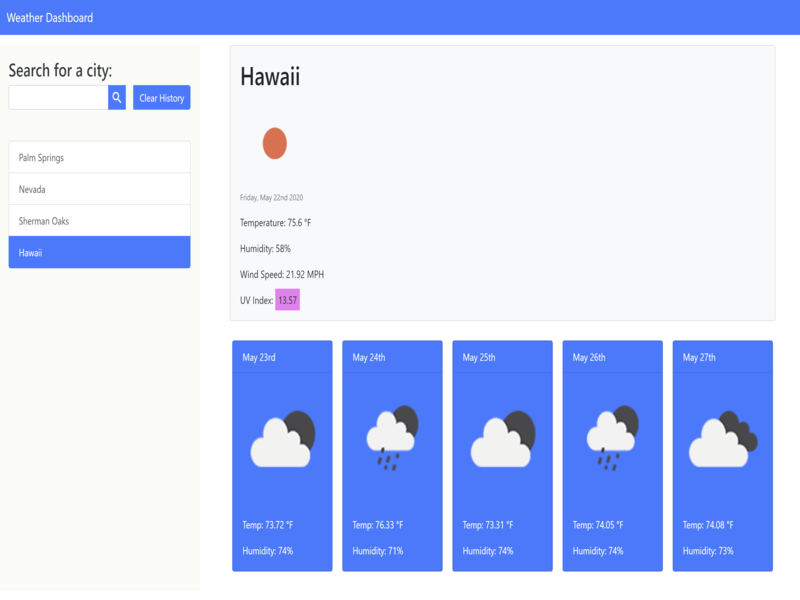 Weather Dashboard
Search for a city:
Clear History
Palm Springs
Nevada
Sherman Oaks
Hawaii
Hawaii
Friday, May 22nd 2020
Temperature: 75.6 °F
Humidity: 58%
Wind Speed: 21.92 MPH
UV Index: 13.57
May 23rd
Temp: 73.72 °F
Humidity: 74%
May 24th
Temp: 76.33 °F
Humidity: 71%
May 25th
Temp: 73.31 °F
Humidity: 74%
May 26th
Temp: 74.05 °F
Humidity: 74%
May 27th
Temp: 74.08 °F
Humidity: 73%